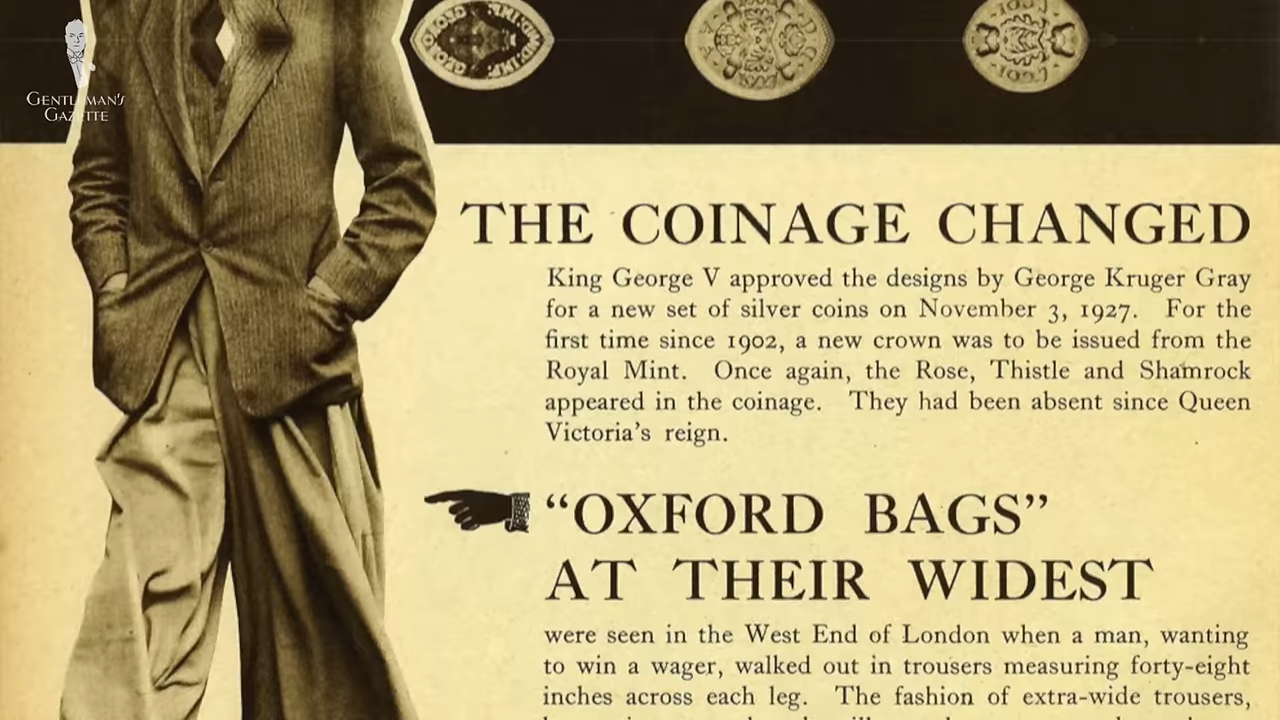 GENTLEMAN'S
GAZETTE
THE COINAGE CHANGED
King George V approved the designs by George Kruger Gray
for a new set of silver coins on November 3, 1927. For the
first time since 1902, a new crown was to be issued from the
Royal Mint. Once again, the Rose, Thistle and Shamrock
appeared in the coinage. They had been absent since Queen
Victoria's reign.
"OXFORD BAGS"
AT THEIR WIDEST
were seen in the West End of London when a man, wanting
to win a wager, walked out in trousers measuring forty-eight
inches across each leg. The fashion of extra-wide trousers,